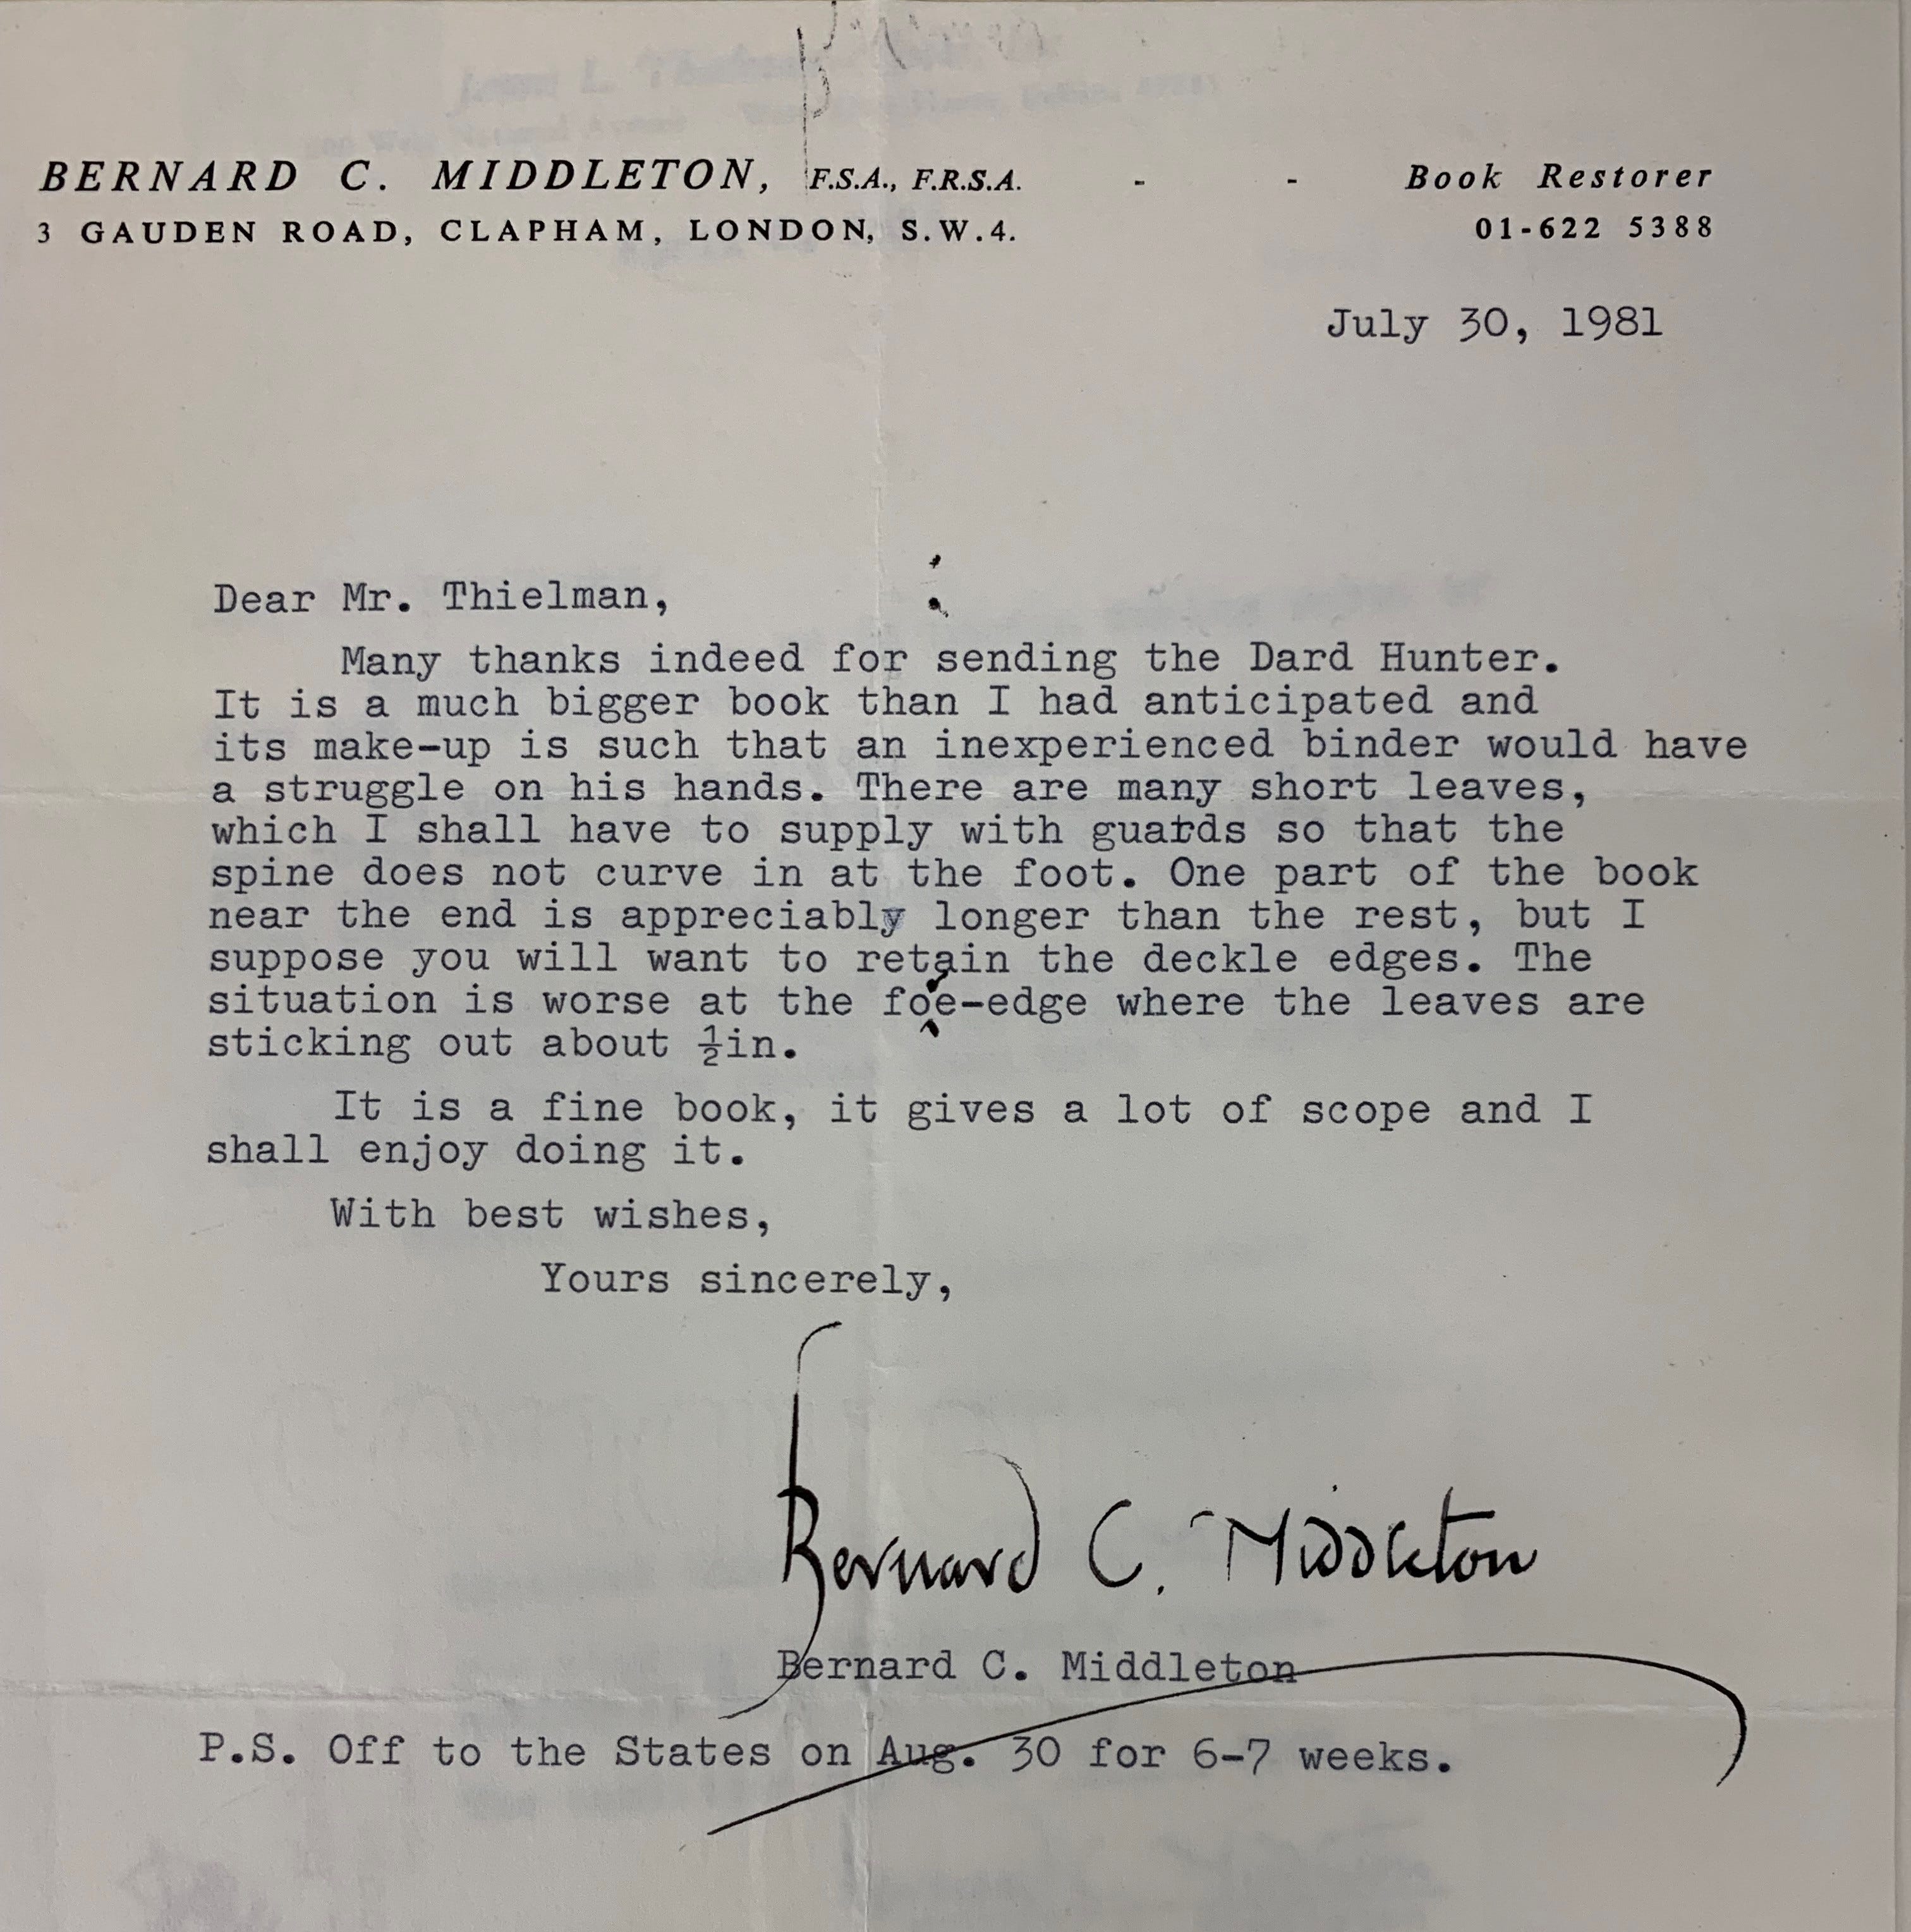 BERNARD C. MIDDLETON, F.S.A., F.R.S.A. - - Book Restorer
3 GAUDEN ROAD, CLAPHAM, LONDON, S.W.4. 01-622 5388
July 30, 1981
Dear Mr. Thielman,
Many thanks indeed for sending the Dard Hunter.
It is a much bigger book than I had anticipated and
its make-up is such that an inexperienced binder would have
a struggle on his hands. There are many short leaves,
which I shall have to supply with guards so that the
spine does not curve in at the foot. One part of the book
near the end is appreciably longer than the rest, but I
suppose you will want to retain the deckle edges. The
situation is worse at the fore-edge where the leaves are
sticking out about ½in.
It is a fine book, it gives a lot of scope and I
shall enjoy doing it.
With best wishes,
Yours sincerely,
Bernard C. Middleton
Bernard C. Middleton
P.S. Off to the States on Aug. 30 for 6-7 weeks.